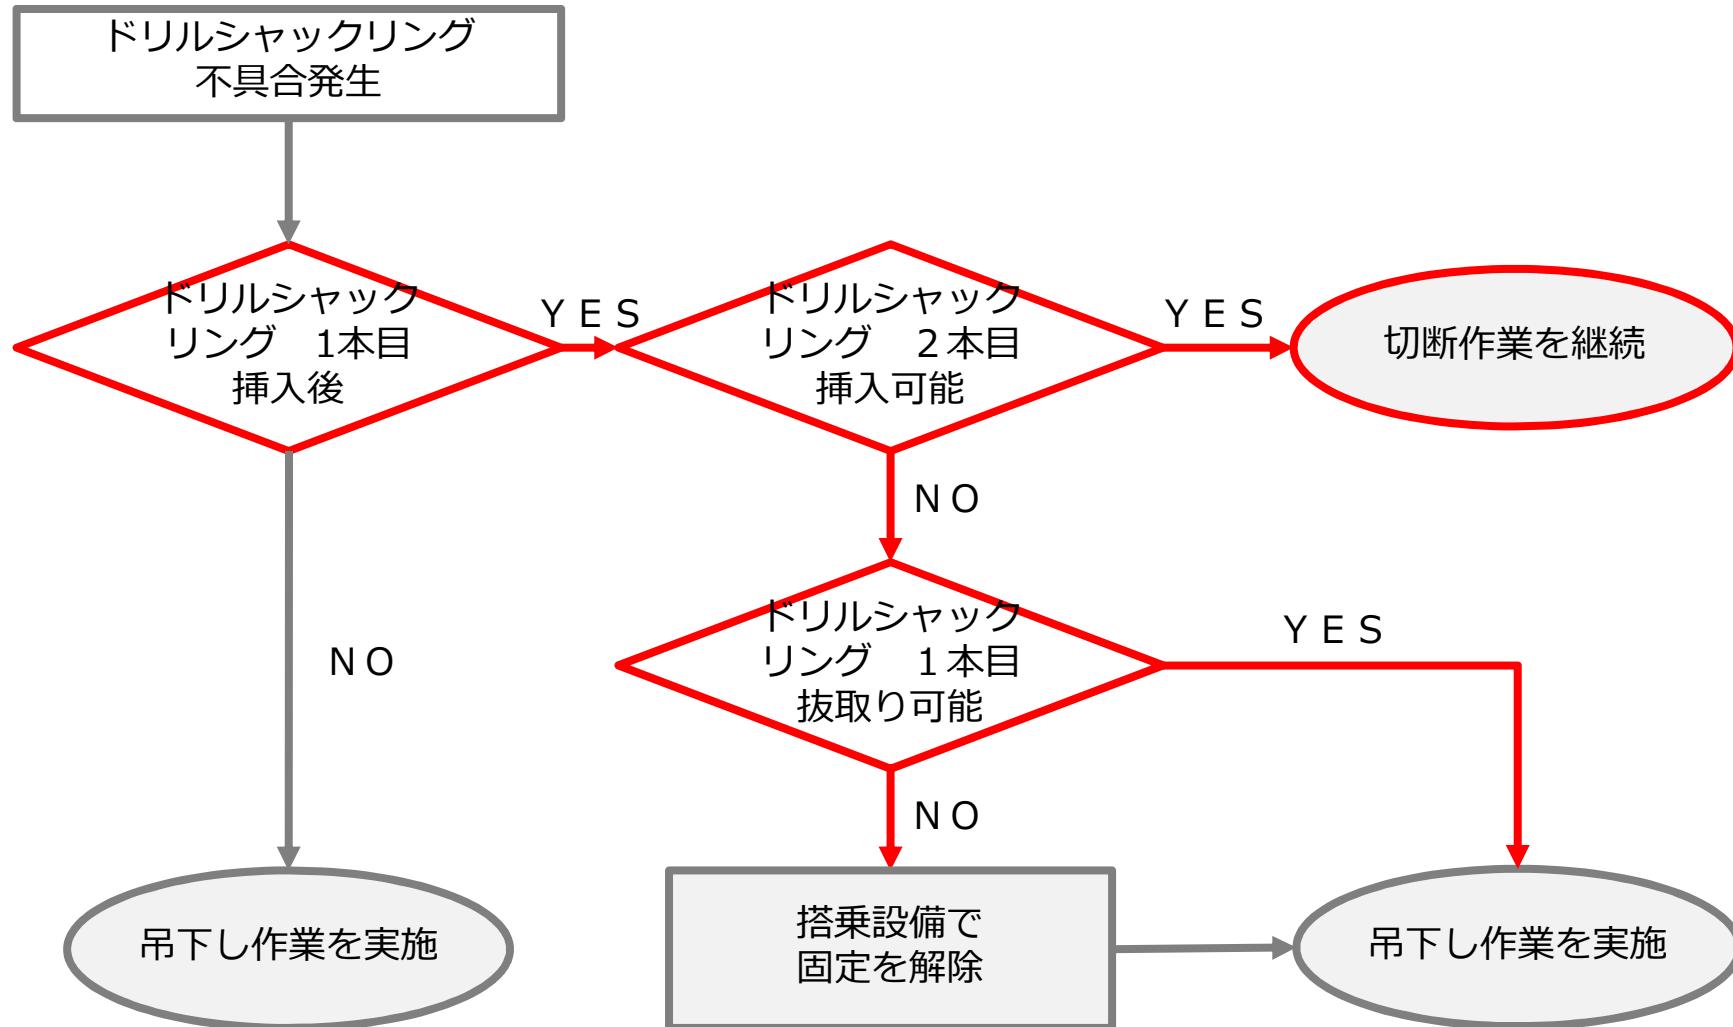 ドリルシャックリング
不具合発生
ドリルシャック
リング　1本目
挿入後
ＹＥＳ
ドリルシャック
リング　２本目
挿入可能
ＹＥＳ
切断作業を継続
ＮＯ
ドリルシャック
リング　１本目
抜取り可能
ＹＥＳ
ＮＯ
ＮＯ
吊下し作業を実施
搭乗設備で
固定を解除
吊下し作業を実施